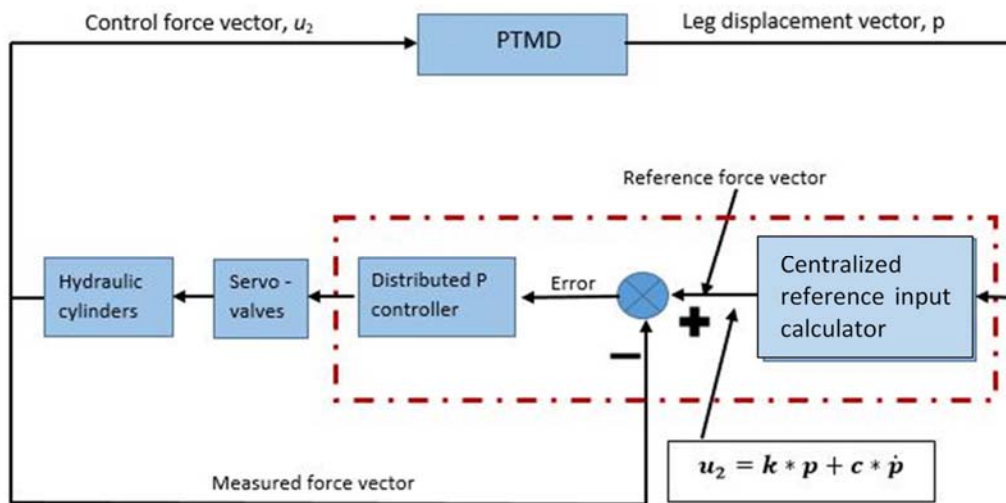 Control force vector, u₂
PTMD
Leg displacement vector, p
Reference force vector
Hydraulic
cylinders
Servo -
valves
Distributed P
controller
Error
Centralized
reference input
calculator
+
−
u₂ = k * p + c * ṗ
Measured force vector